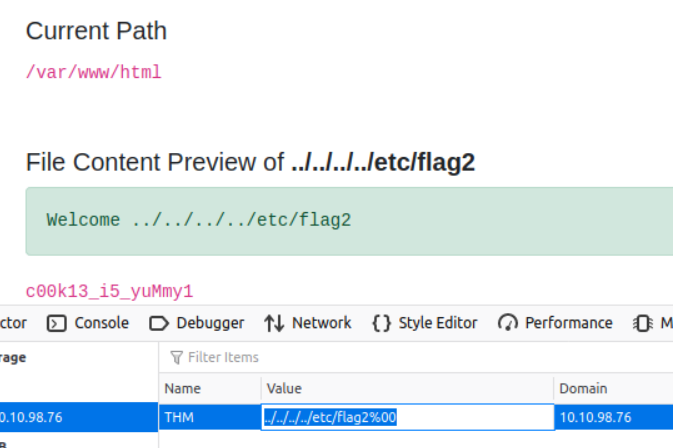 Current Path
/var/www/html
File Content Preview of ../../../../etc/flag2
Welcome ../../../../etc/flag2
c00k13_i5_yuMmy1
ctor Console Debugger Network {} Style Editor Performance M
rage Filter Items
Name Value Domain
0.10.98.76 THM ../../../../etc/flag2%00 10.10.98.76
B